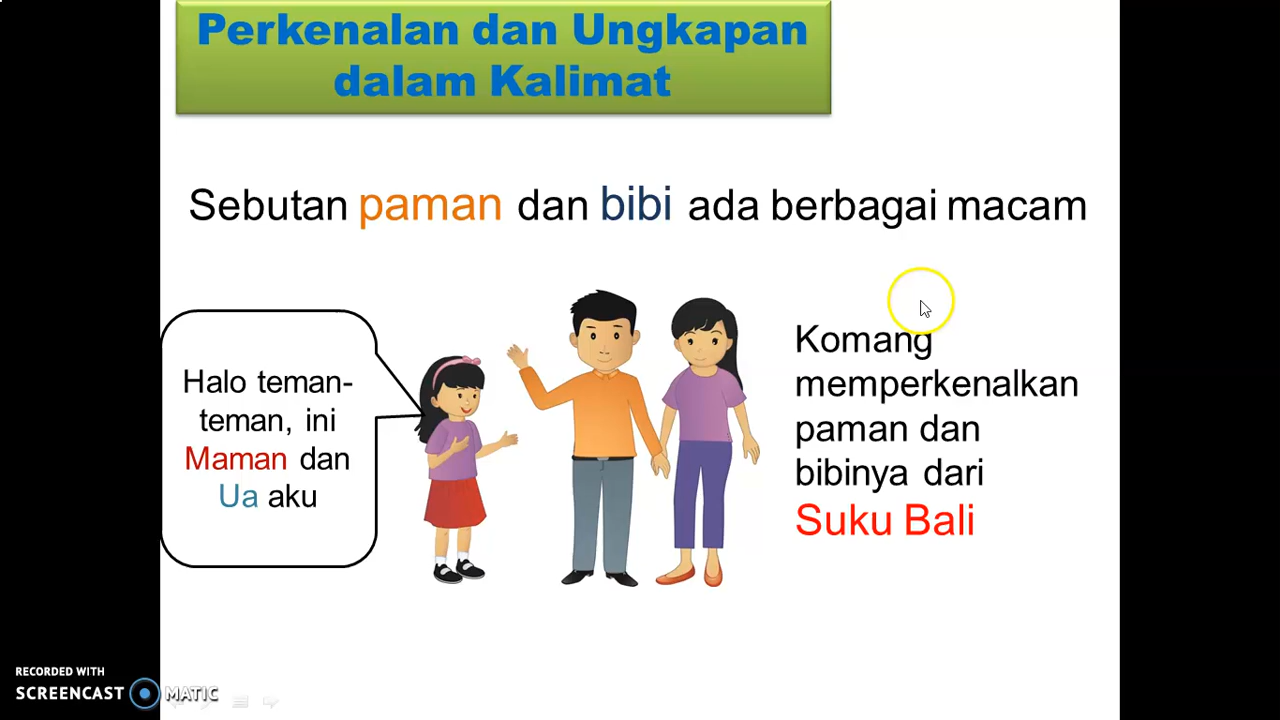 Perkenalan dan Ungkapan
dalam Kalimat
Sebutan paman dan bibi ada berbagai macam
Halo teman-
teman, ini
Maman dan
Ua aku
Komang
memperkenalkan
paman dan
bibinya dari
Suku Bali
RECORDED WITH
SCREENCAST MATIC